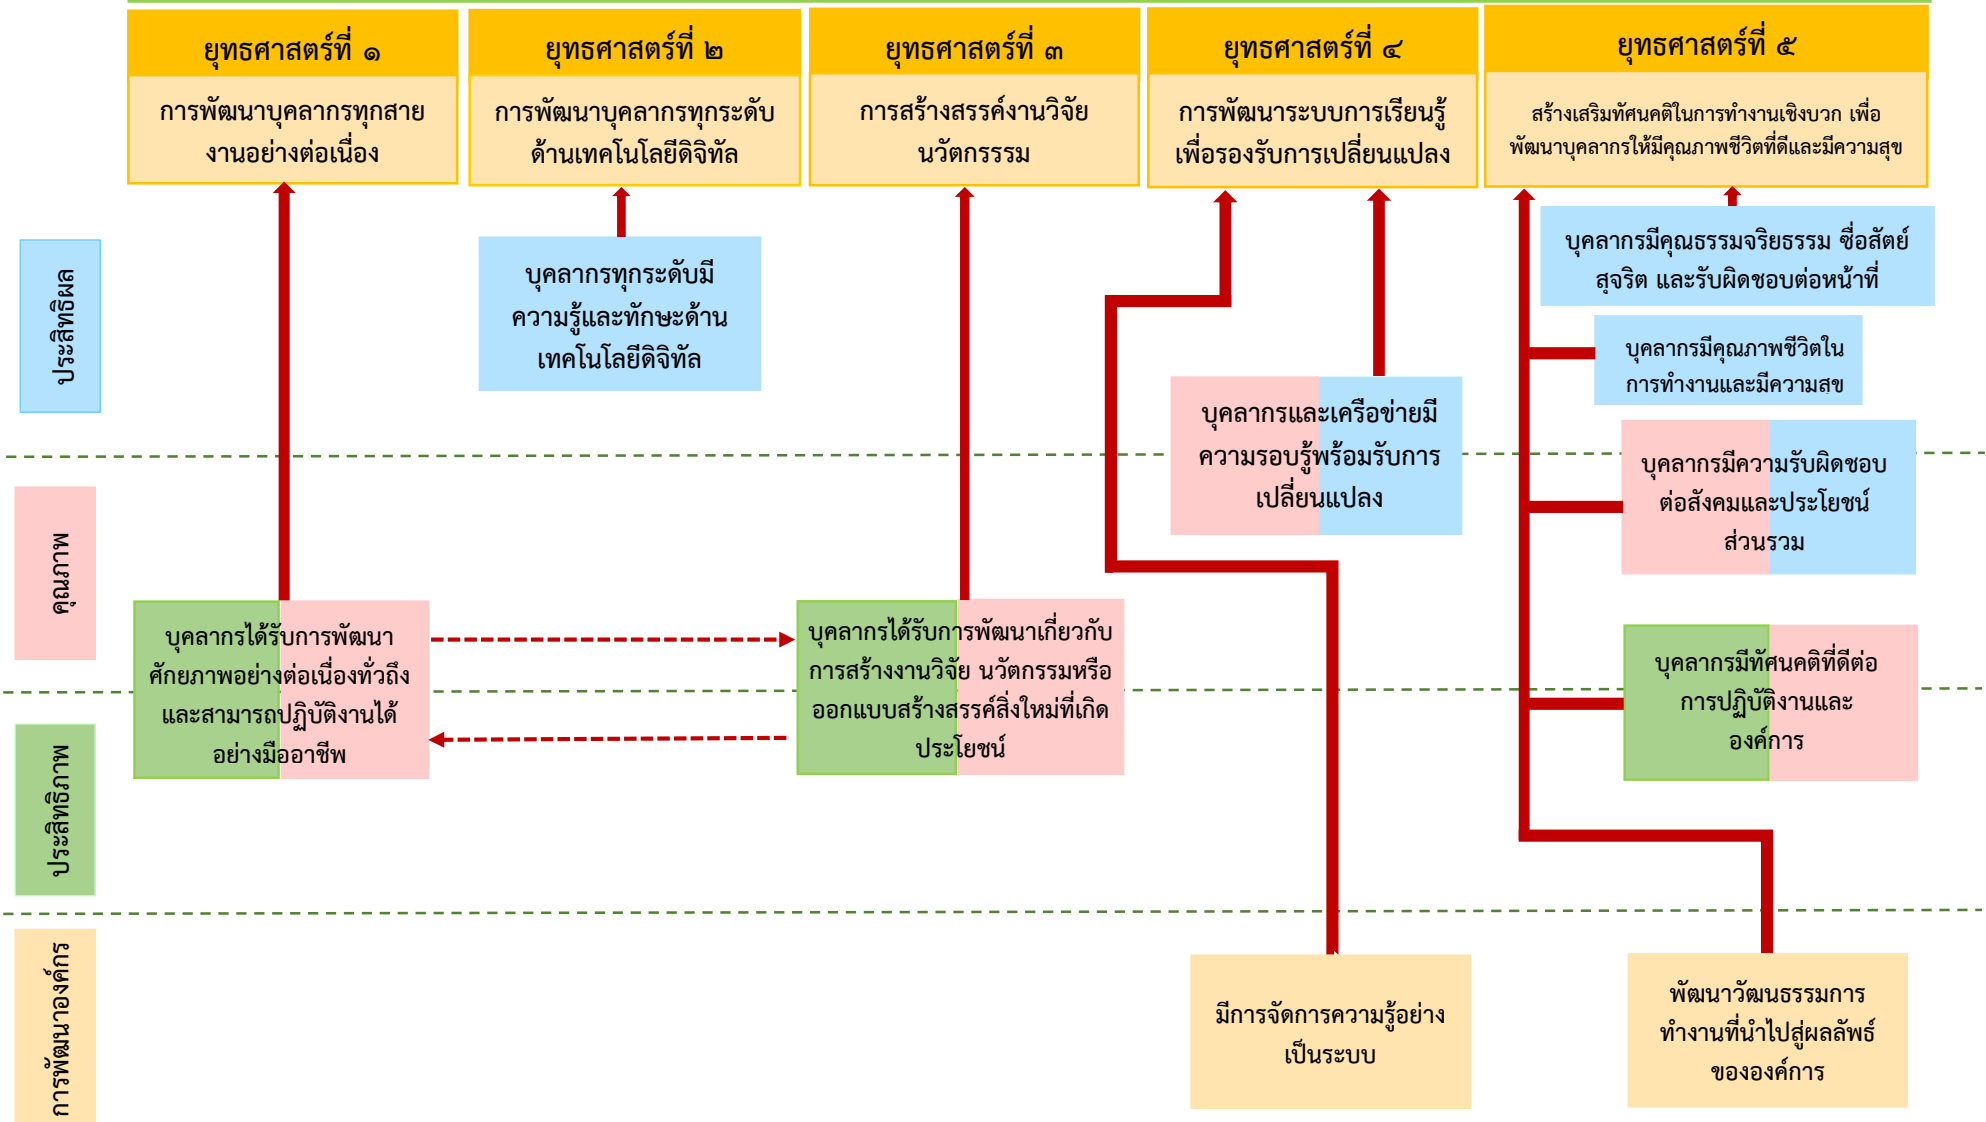 ยุทธศาสตร์ที่ ๑
การพัฒนาบุคลากรทุกสาย
งานอย่างต่อเนื่อง
ยุทธศาสตร์ที่ ๒
การพัฒนาบุคลากรทุกระดับ
ด้านเทคโนโลยีดิจิทัล
ยุทธศาสตร์ที่ ๓
การสร้างสรรค์งานวิจัย
นวัตกรรรม
ยุทธศาสตร์ที่ ๔
การพัฒนาระบบการเรียนรู้
เพื่อรองรับการเปลี่ยนแปลง
ยุทธศาสตร์ที่ ๕
สร้างเสริมทัศนคติในการทำงานเชิงบวก เพื่อ
พัฒนาบุคลากรให้มีคุณภาพชีวิตที่ดีและมีความสุข
ประสิทธิผล
บุคลากรทุกระดับมี
ความรู้และทักษะด้าน
เทคโนโลยีดิจิทัล
บุคลากรและเครือข่ายมี
ความรอบรู้พร้อมรับการ
เปลี่ยนแปลง
บุคลากรมีคุณธรรมจริยธรรม ซื่อสัตย์
สุจริต และรับผิดชอบต่อหน้าที่
บุคลากรมีคุณภาพชีวิตใน
การทำงานและมีความสุข
บุคลากรมีความรับผิดชอบ
ต่อสังคมและประโยชน์
ส่วนรวม
คุณภาพ
บุคลากรได้รับการพัฒนา
ศักยภาพอย่างต่อเนื่องทั่วถึง
และสามารถปฏิบัติงานได้
อย่างมืออาชีพ
บุคลากรได้รับการพัฒนาเกี่ยวกับ
การสร้างงานวิจัย นวัตกรรมหรือ
ออกแบบสร้างสรรค์สิ่งใหม่ที่เกิด
ประโยชน์
บุคลากรมีทัศนคติที่ดีต่อ
การปฏิบัติงานและ
องค์การ
ประสิทธิภาพ
การพัฒนาองค์กร
มีการจัดการความรู้อย่าง
เป็นระบบ
พัฒนาวัฒนธรรมการ
ทำงานที่นำไปสู่ผลลัพธ์
ขององค์การ